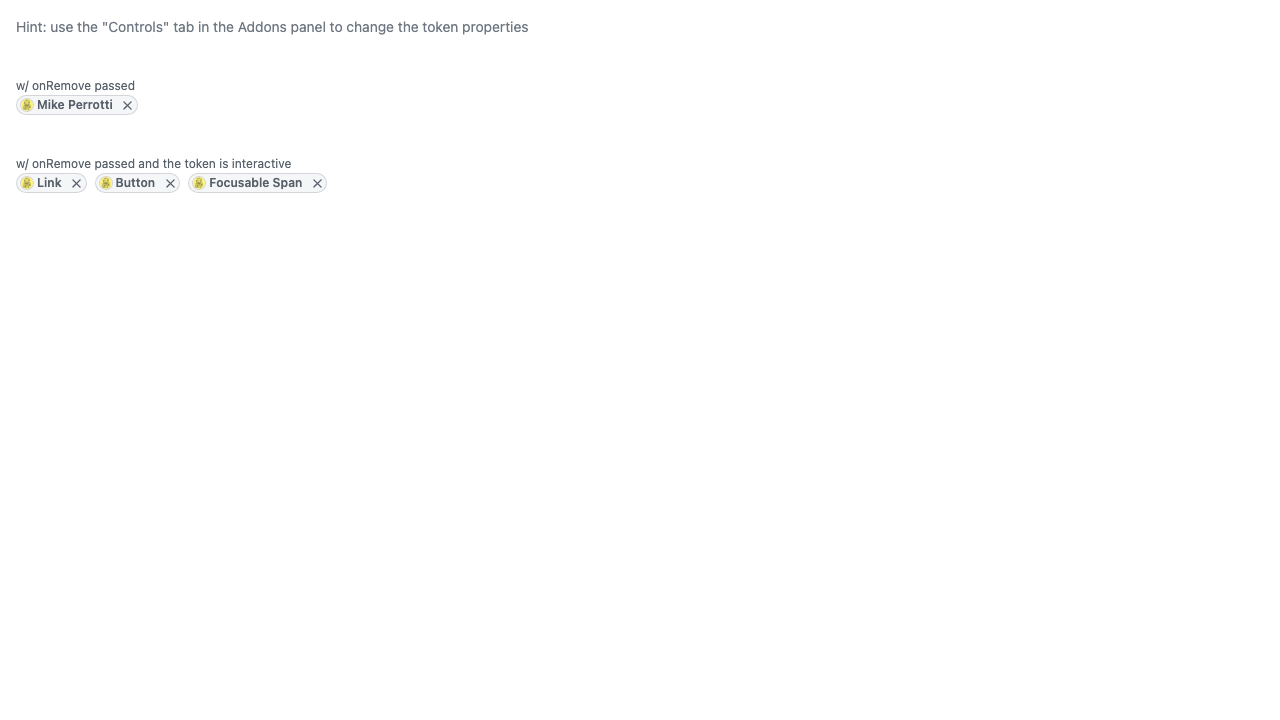 Hint: use the "Controls" tab in the Addons panel to change the token properties
w/ onRemove passed
Mike Perrotti
w/ onRemove passed and the token is interactive
Link Button Focusable Span